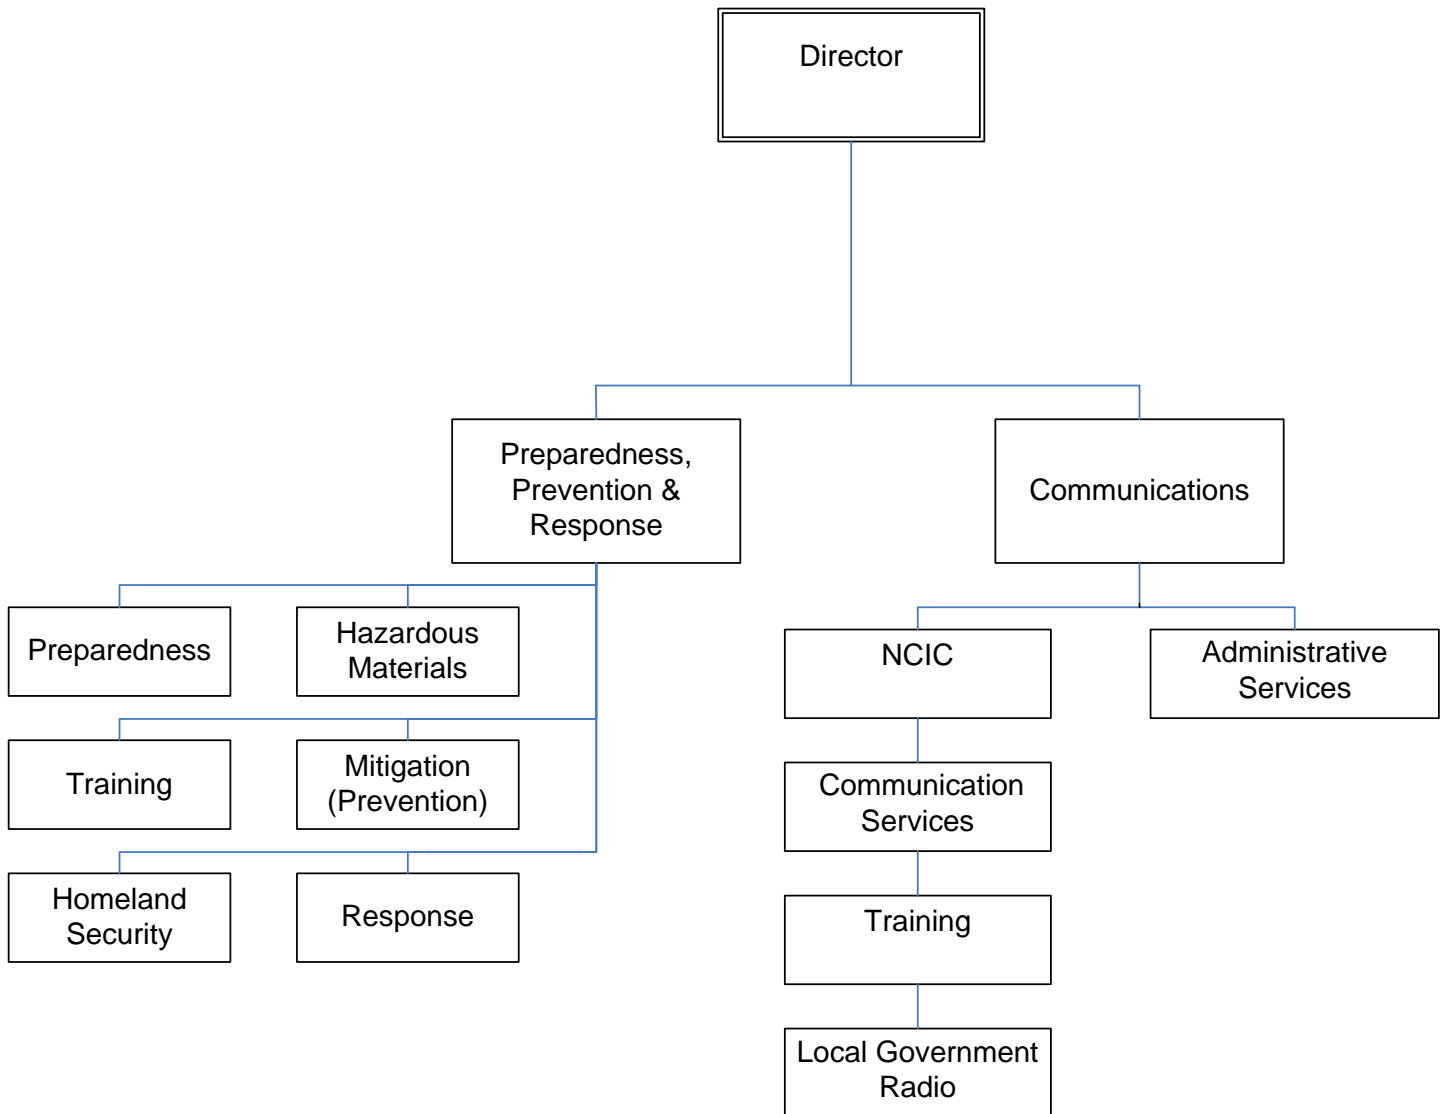 Director
Preparedness,
Prevention &
Response
Communications
Preparedness
Hazardous
Materials
NCIC
Administrative
Services
Training
Mitigation
(Prevention)
Communication
Services
Homeland
Security
Response
Training
Local Government
Radio